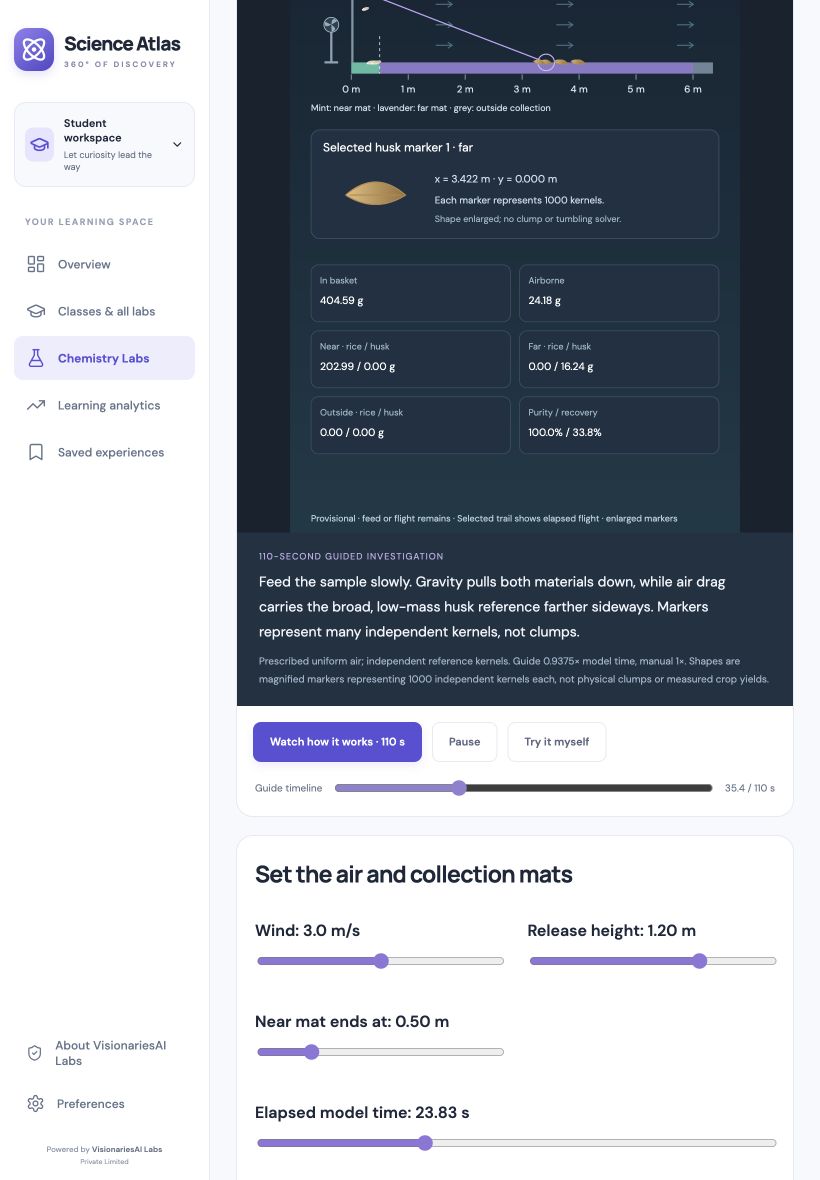 Science Atlas
360° OF DISCOVERY
Student
workspace
Let curiosity lead the
way
YOUR LEARNING SPACE
Overview
Classes & all labs
Chemistry Labs
Learning analytics
Saved experiences
About VisionariesAI
Labs
Preferences
Powered by VisionariesAI Labs
Private Limited
0 m 1 m 2 m 3 m 4 m 5 m 6 m
Mint: near mat · lavender: far mat · grey: outside collection
Selected husk marker 1 · far
x = 3.422 m · y = 0.000 m
Each marker represents 1000 kernels.
Shape enlarged; no clump or tumbling solver.
In basket
404.59 g
Airborne
24.18 g
Near · rice / husk
202.99 / 0.00 g
Far · rice / husk
0.00 / 16.24 g
Outside · rice / husk
0.00 / 0.00 g
Purity / recovery
100.0% / 33.8%
Provisional · feed or flight remains · Selected trail shows elapsed flight · enlarged markers
110-SECOND GUIDED INVESTIGATION
Feed the sample slowly. Gravity pulls both materials down, while air drag
carries the broad, low-mass husk reference farther sideways. Markers
represent many independent kernels, not clumps.
Prescribed uniform air; independent reference kernels. Guide 0.9375× model time, manual 1×. Shapes are
magnified markers representing 1000 independent kernels each, not physical clumps or measured crop yields.
Watch how it works · 110 s
Pause
Try it myself
Guide timeline
35.4 / 110 s
Set the air and collection mats
Wind: 3.0 m/s
Release height: 1.20 m
Near mat ends at: 0.50 m
Elapsed model time: 23.83 s